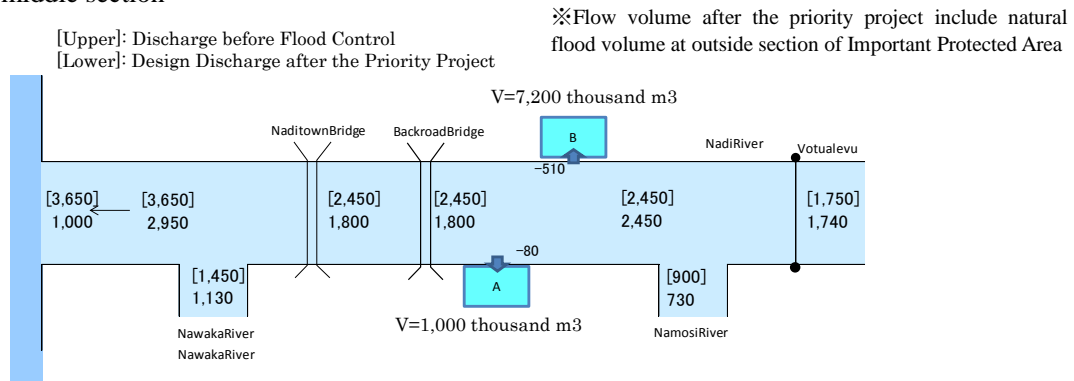 middle section
※Flow volume after the priority project include natural
flood volume at outside section of Important Protected Area
[Upper]: Discharge before Flood Control
[Lower]: Design Discharge after the Priority Project
V=7,200 thousand m3
NaditownBridge
BackroadBridge
B
NadiRiver
Votualevu
-510
[3,650]
1,000
[3,650]
2,950
[2,450]
1,800
[2,450]
1,800
[2,450]
2,450
[1,750]
1,740
-80
[1,450]
1,130
A
[900]
730
V=1,000 thousand m3
NawakaRiver
NawakaRiver
NamosiRiver